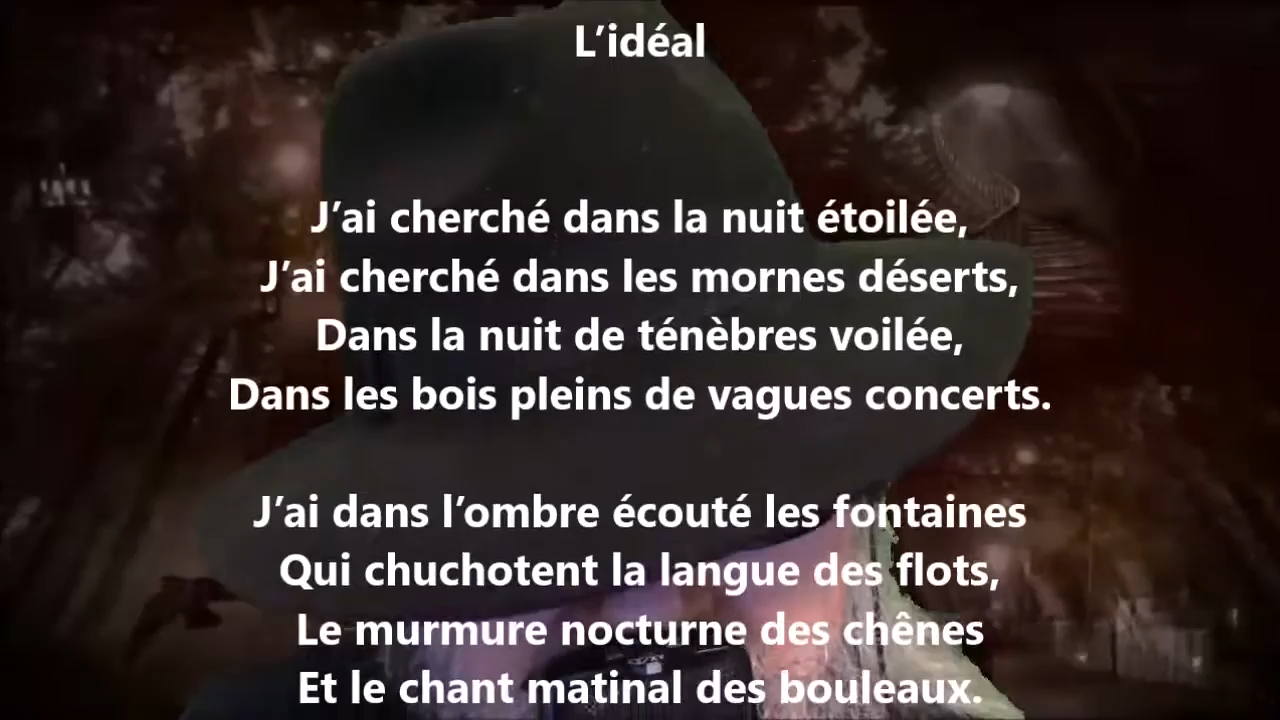 L’idéal
J’ai cherché dans la nuit étoilée,
J’ai cherché dans les mornes déserts,
Dans la nuit de ténèbres voilée,
Dans les bois pleins de vagues concerts.
J’ai dans l’ombre écouté les fontaines
Qui chuchotent la langue des flots,
Le murmure nocturne des chênes
Et le chant matinal des bouleaux.